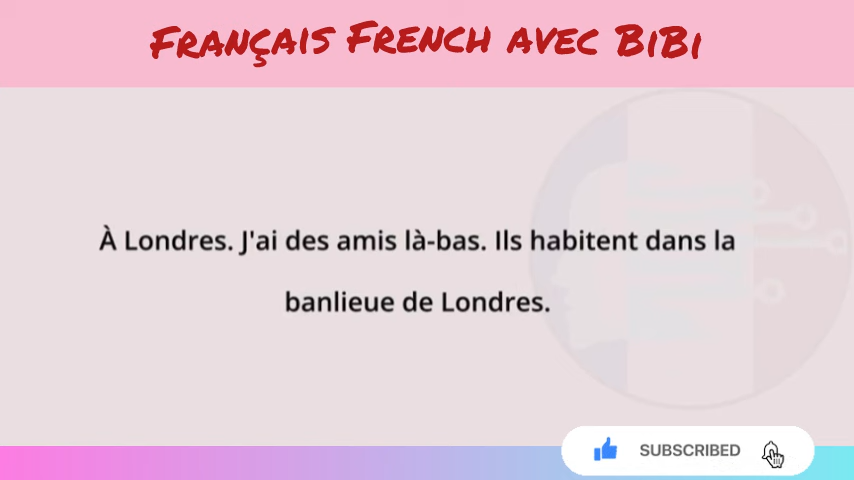 Français French avec BiBi
À Londres. J'ai des amis là-bas. Ils habitent dans la
banlieue de Londres.
SUBSCRIBED